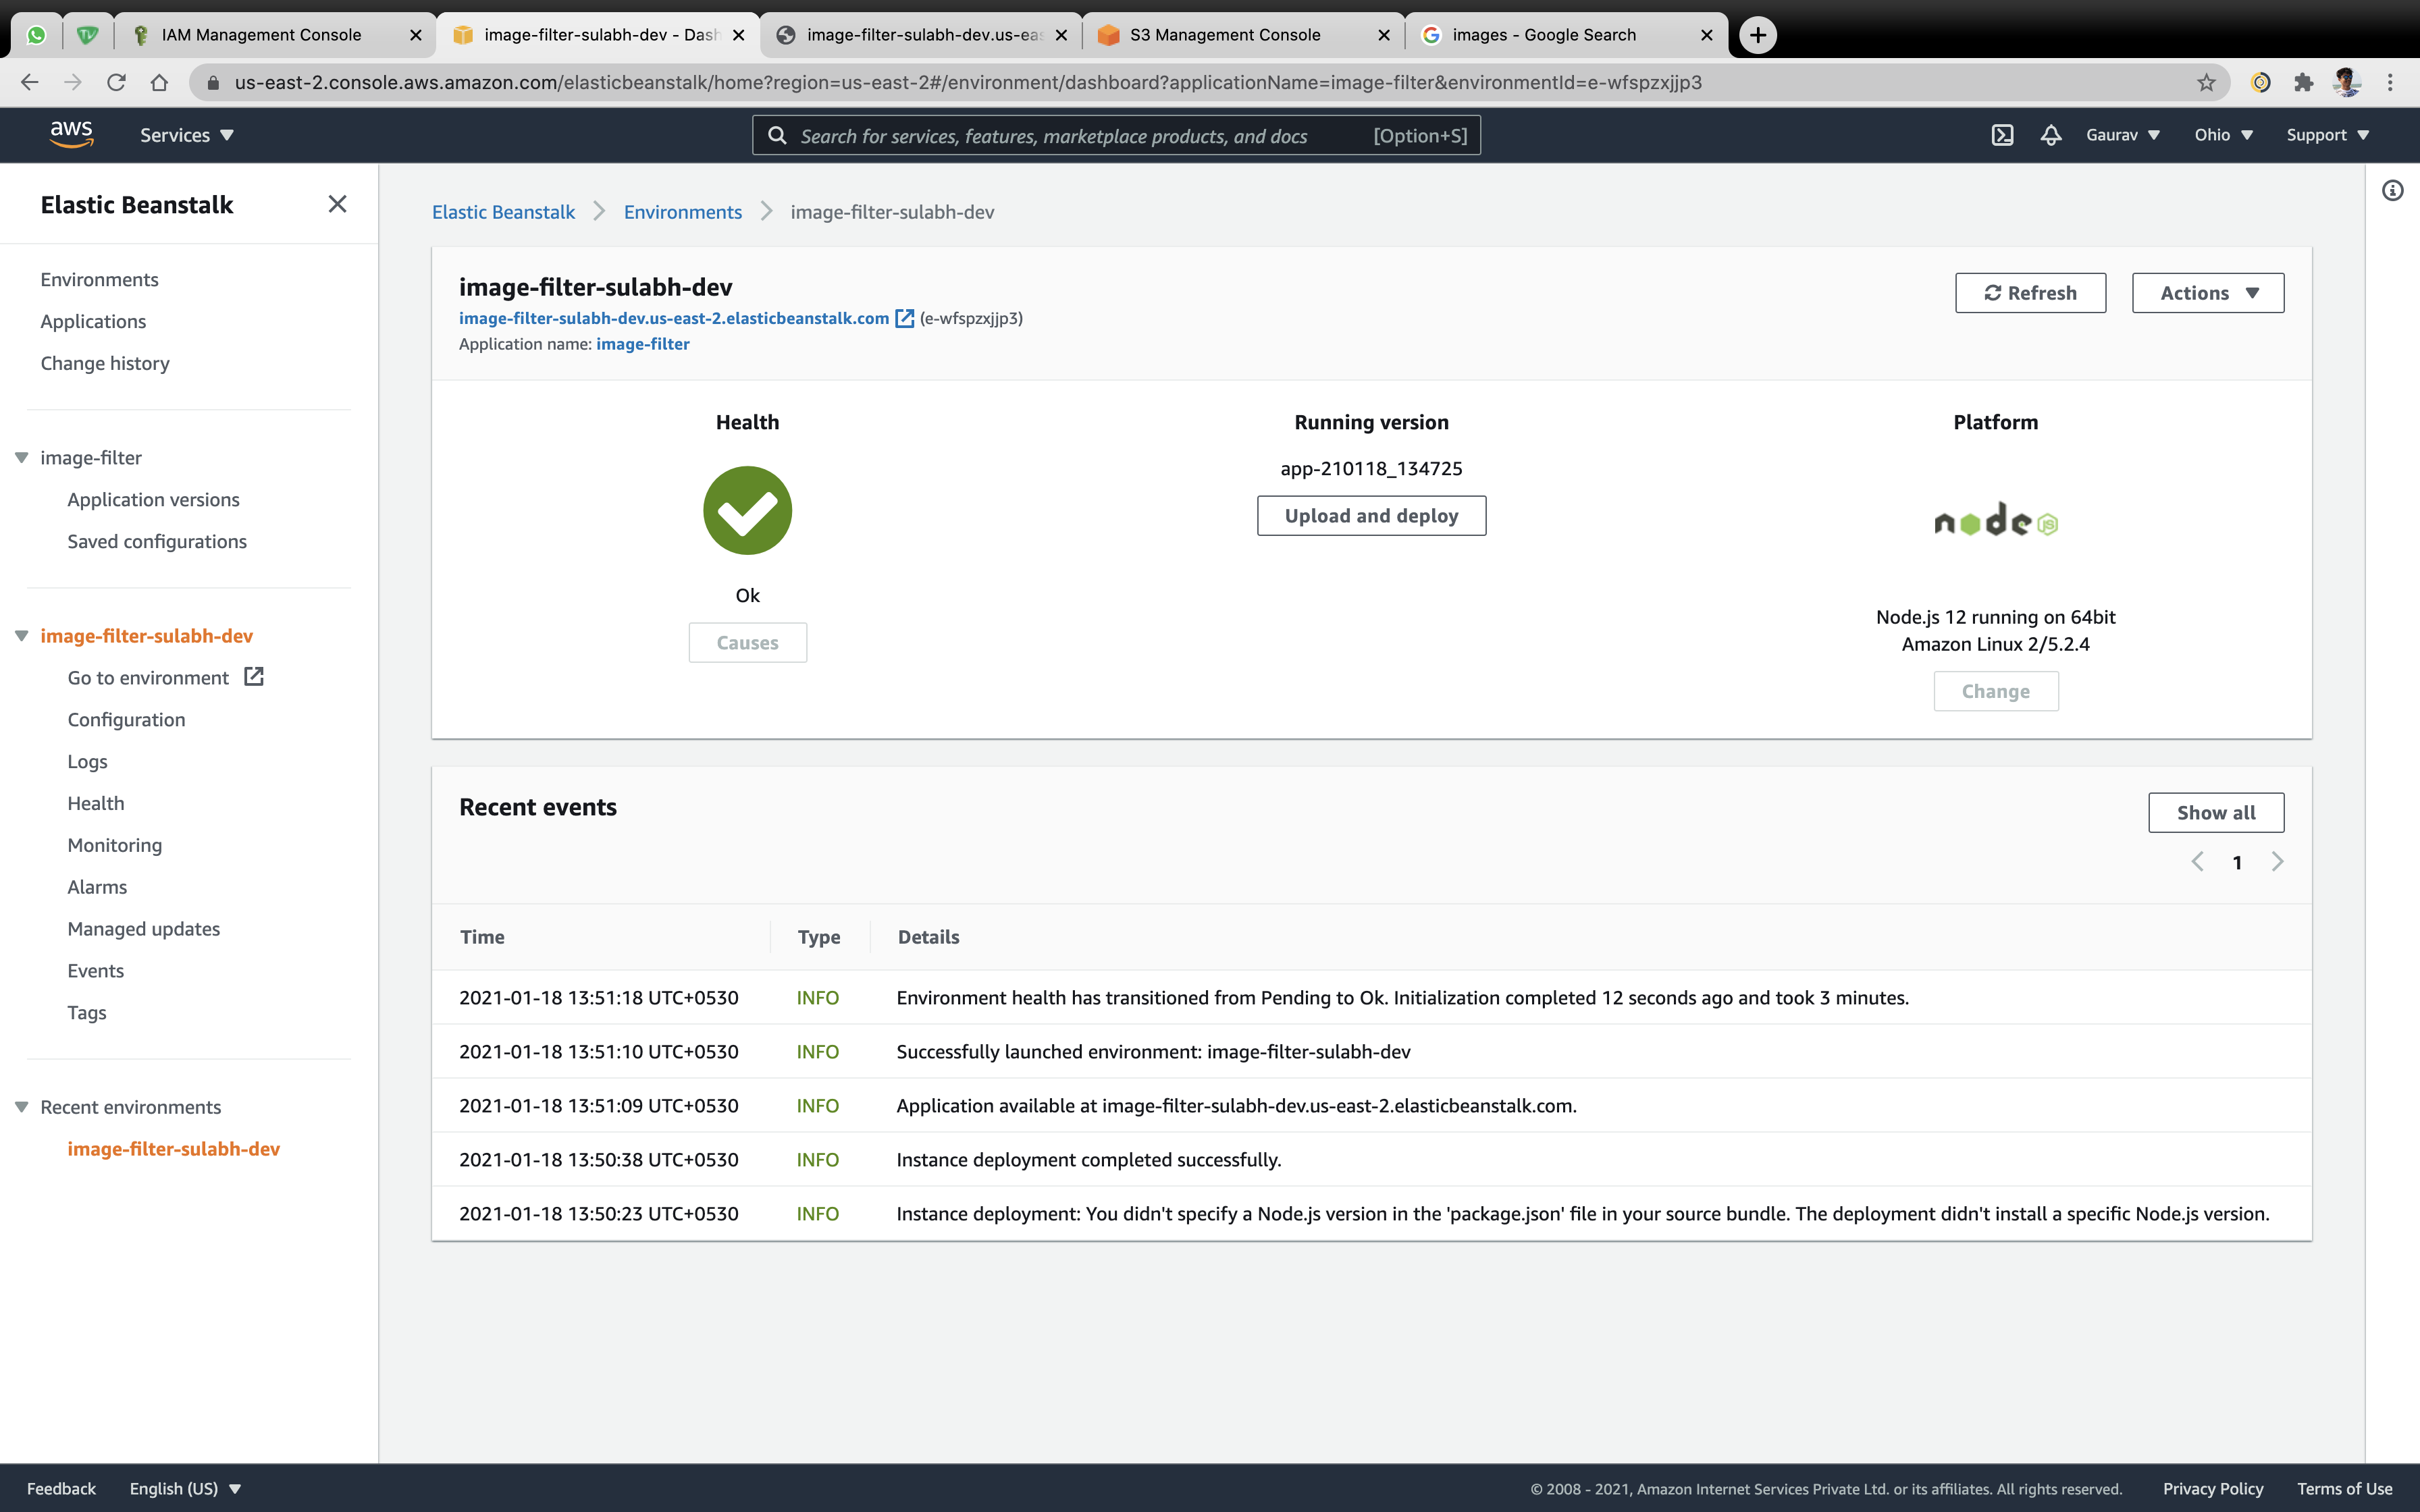 IAM Management Console
image-filter-sulabh-dev - Dash
image-filter-sulabh-dev.us-eas
S3 Management Console
images - Google Search
us-east-2.console.aws.amazon.com/elasticbeanstalk/home?region=us-east-2#/environment/dashboard?applicationName=image-filter&environmentId=e-wfspzxjjp3
aws
Services
Search for services, features, marketplace products, and docs
[Option+S]
Gaurav
Ohio
Support
Elastic Beanstalk
Environments
Applications
Change history
image-filter
Application versions
Saved configurations
image-filter-sulabh-dev
Go to environment
Configuration
Logs
Health
Monitoring
Alarms
Managed updates
Events
Tags
Recent environments
image-filter-sulabh-dev
Elastic Beanstalk
Environments
image-filter-sulabh-dev
image-filter-sulabh-dev
image-filter-sulabh-dev.us-east-2.elasticbeanstalk.com (e-wfspzxjjp3)
Application name: image-filter
Refresh
Actions
Health
Ok
Causes
Running version
app-210118_134725
Upload and deploy
Platform
node JS
Node.js 12 running on 64bit
Amazon Linux 2/5.2.4
Change
Recent events
Show all
1
Time Type Details
2021-01-18 13:51:18 UTC+0530 INFO Environment health has transitioned from Pending to Ok. Initialization completed 12 seconds ago and took 3 minutes.
2021-01-18 13:51:10 UTC+0530 INFO Successfully launched environment: image-filter-sulabh-dev
2021-01-18 13:51:09 UTC+0530 INFO Application available at image-filter-sulabh-dev.us-east-2.elasticbeanstalk.com.
2021-01-18 13:50:38 UTC+0530 INFO Instance deployment completed successfully.
2021-01-18 13:50:23 UTC+0530 INFO Instance deployment: You didn't specify a Node.js version in the 'package.json' file in your source bundle. The deployment didn't install a specific Node.js version.
Feedback
English (US)
© 2008 - 2021, Amazon Internet Services Private Ltd. or its affiliates. All rights reserved.
Privacy Policy
Terms of Use